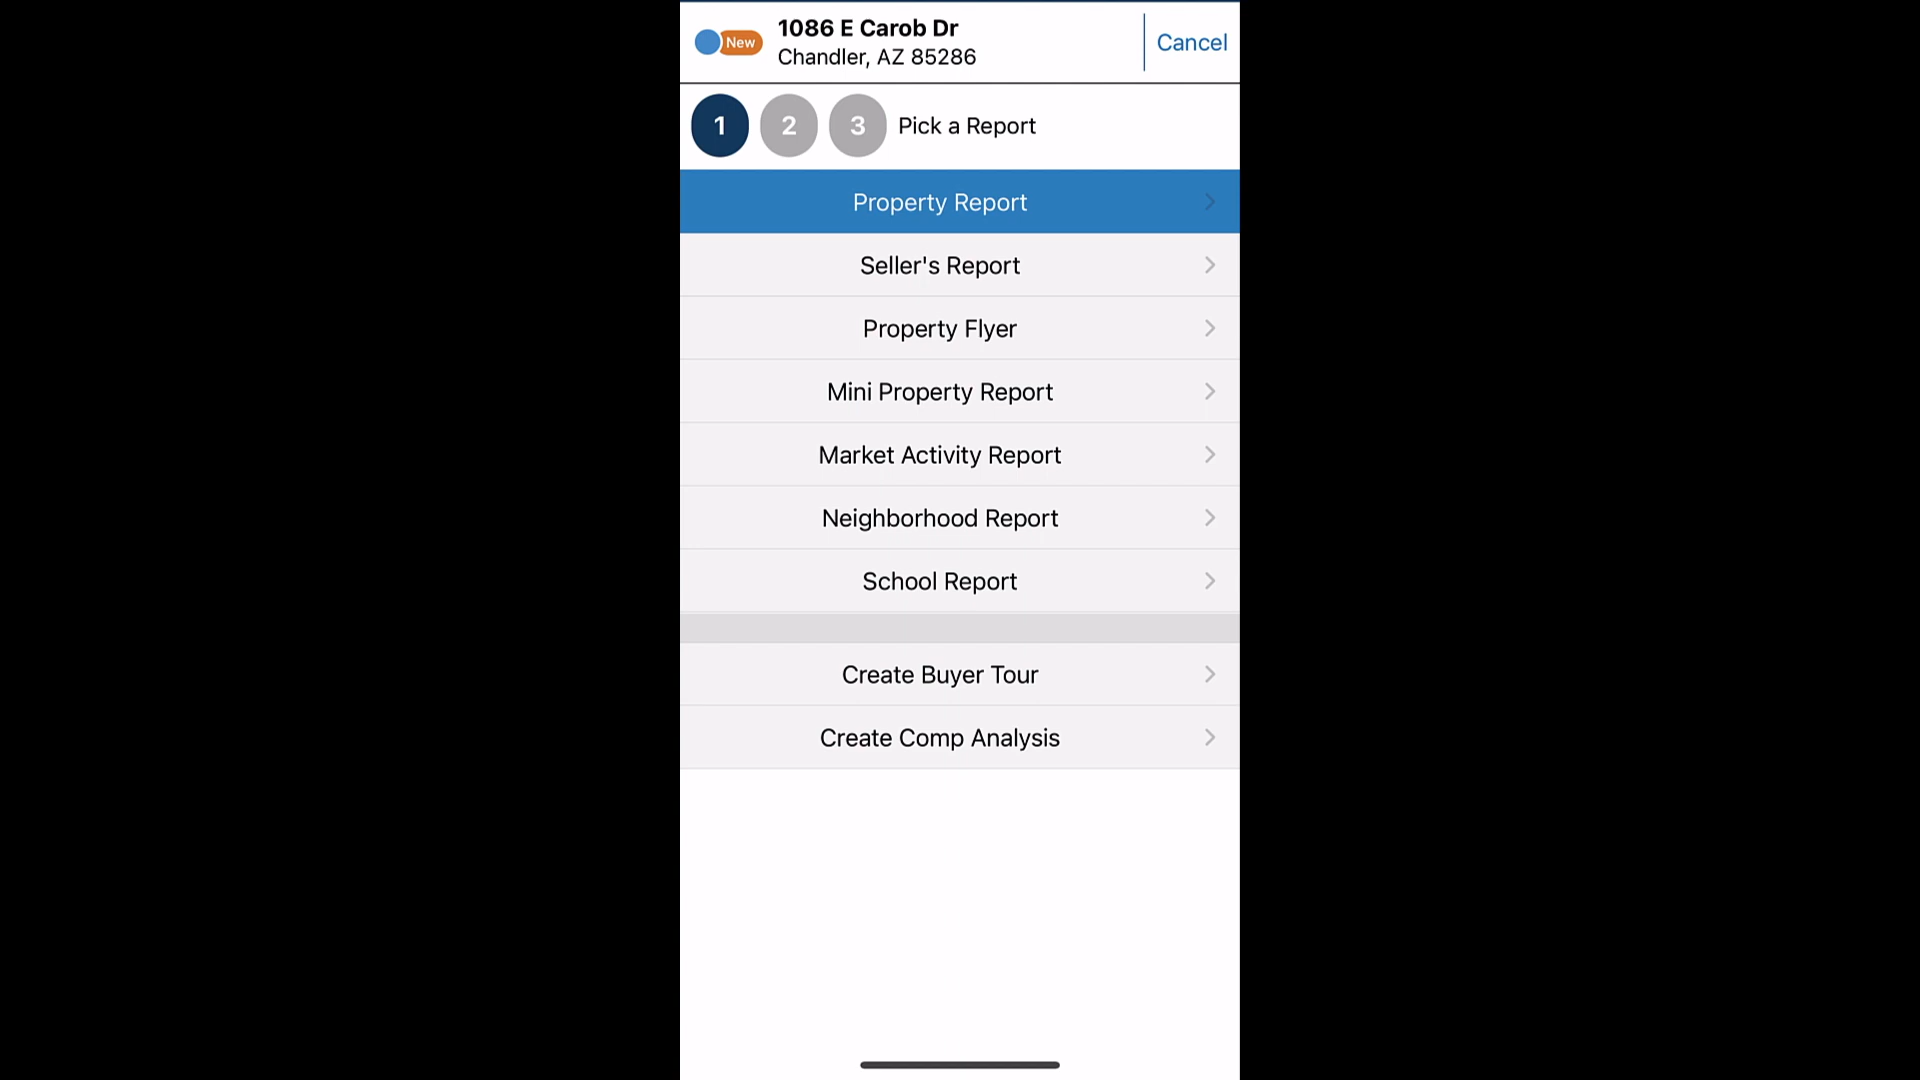 New
1086 E Carob Dr
Chandler, AZ 85286
Cancel
1 2 3 Pick a Report
Property Report
Seller's Report
Property Flyer
Mini Property Report
Market Activity Report
Neighborhood Report
School Report
Create Buyer Tour
Create Comp Analysis